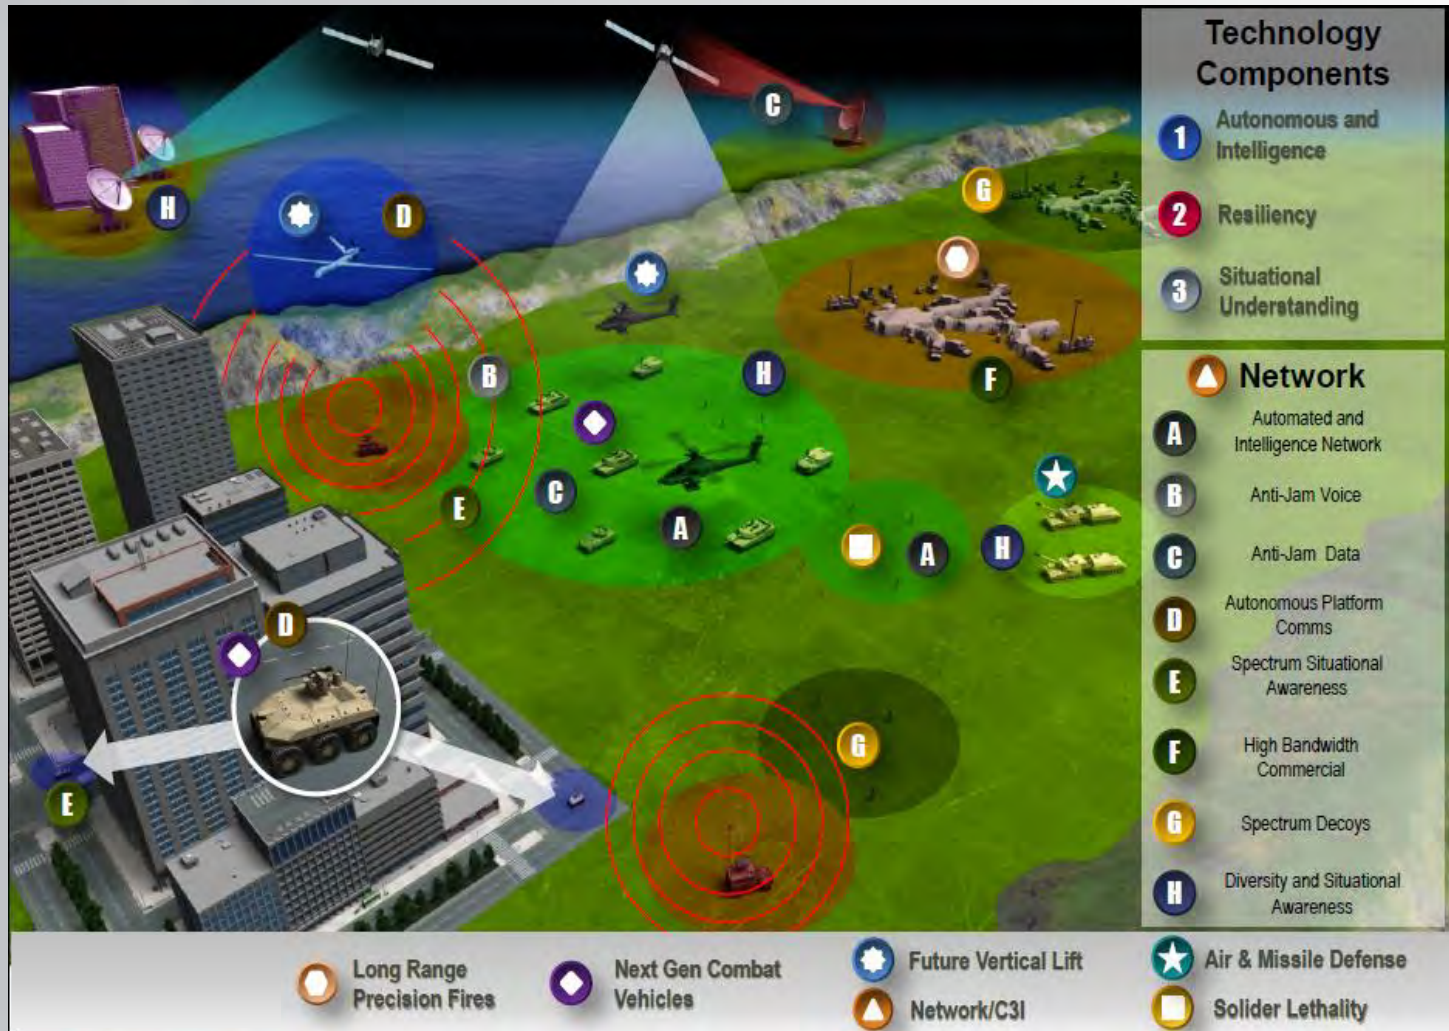 Technology
Components
1
Autonomous and
Intelligence
2
Resiliency
3
Situational
Understanding
Network
A
Automated and
Intelligence Network
B
Anti-Jam Voice
C
Anti-Jam Data
D
Autonomous Platform
Comms
E
Spectrum Situational
Awareness
F
High Bandwidth
Commercial
G
Spectrum Decoys
H
Diversity and Situational
Awareness
C
G
H
D
B
H
F
E
C
A
A
H
D
G
E
Long Range
Precision Fires
Next Gen Combat
Vehicles
Future Vertical Lift
Network/C3I
Air & Missile Defense
Solider Lethality